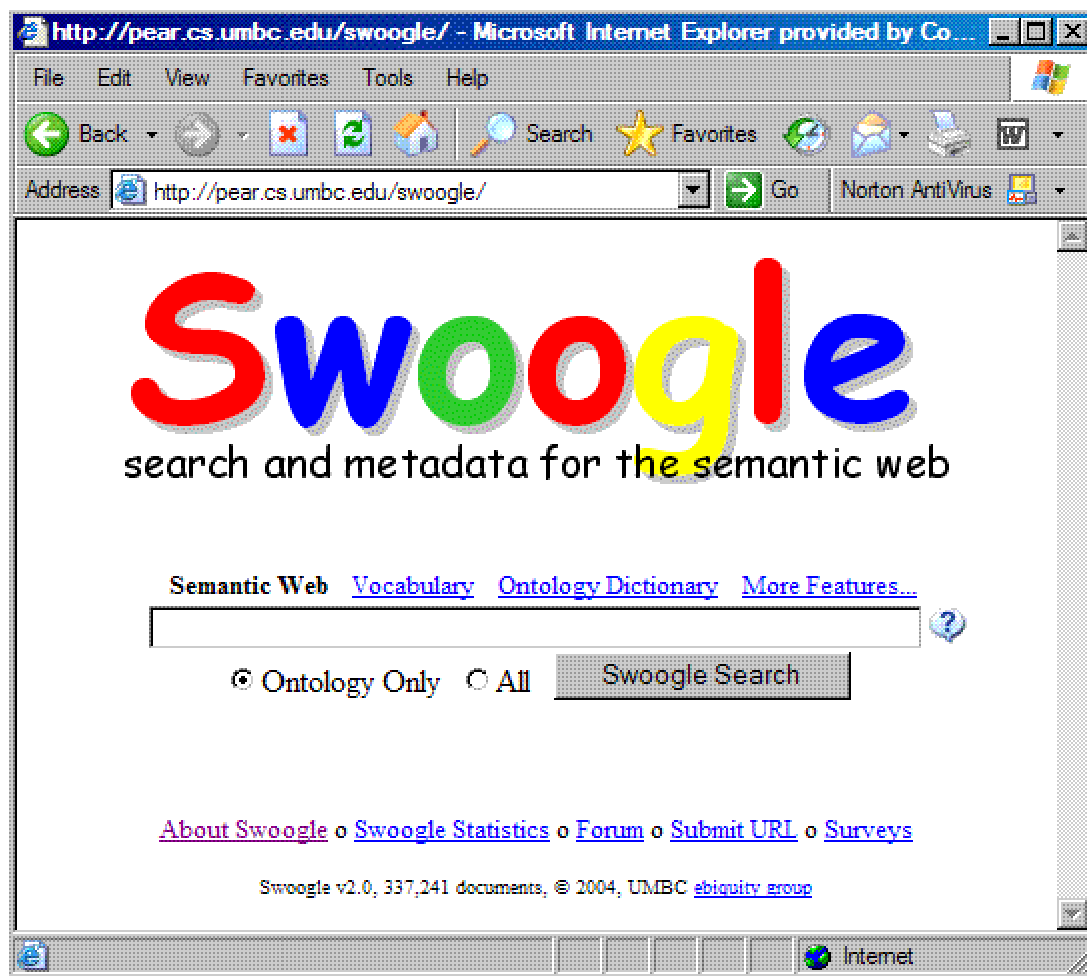 http://pear.cs.umbc.edu/swoogle/ - Microsoft Internet Explorer provided by Co...
File Edit View Favorites Tools Help
Back Search Favorites W
Address http://pear.cs.umbc.edu/swoogle/ Go Norton AntiVirus
Swoogle
search and metadata for the semantic web
Semantic Web Vocabulary Ontology Dictionary More Features...
?
Ontology Only All Swoogle Search
About Swoogle o Swoogle Statistics o Forum o Submit URL o Surveys
Swoogle v2.0, 337,241 documents, © 2004, UMBC ebiquity group
Internet